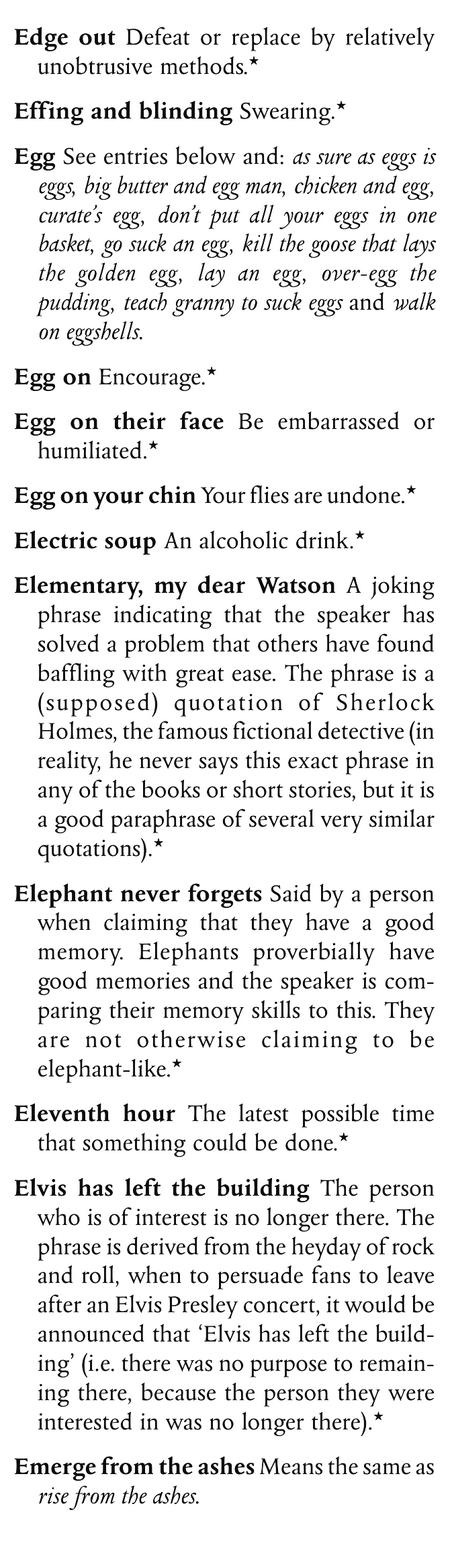 Edge out Defeat or replace by relatively
unobtrusive methods.★
Effing and blinding Swearing.★
Egg See entries below and: as sure as eggs is
eggs, big butter and egg man, chicken and egg,
curate's egg, don't put all your eggs in one
basket, go suck an egg, kill the goose that lays
the golden egg, lay an egg, over-egg the
pudding, teach granny to suck eggs and walk
on eggshells.
Egg on Encourage.★
Egg on their face Be embarrassed or
humiliated.★
Egg on your chin Your flies are undone.★
Electric soup An alcoholic drink.★
Elementary, my dear Watson A joking
phrase indicating that the speaker has
solved a problem that others have found
baffling with great ease. The phrase is a
(supposed) quotation of Sherlock
Holmes, the famous fictional detective (in
reality, he never says this exact phrase in
any of the books or short stories, but it is
a good paraphrase of several very similar
quotations).★
Elephant never forgets Said by a person
when claiming that they have a good
memory. Elephants proverbially have
good memories and the speaker is com-
paring their memory skills to this. They
are not otherwise claiming to be
elephant-like.★
Eleventh hour The latest possible time
that something could be done.★
Elvis has left the building The person
who is of interest is no longer there. The
phrase is derived from the heyday of rock
and roll, when to persuade fans to leave
after an Elvis Presley concert, it would be
announced that ‘Elvis has left the build-
ing’ (i.e. there was no purpose to remain-
ing there, because the person they were
interested in was no longer there).★
Emerge from the ashes Means the same as
rise from the ashes.